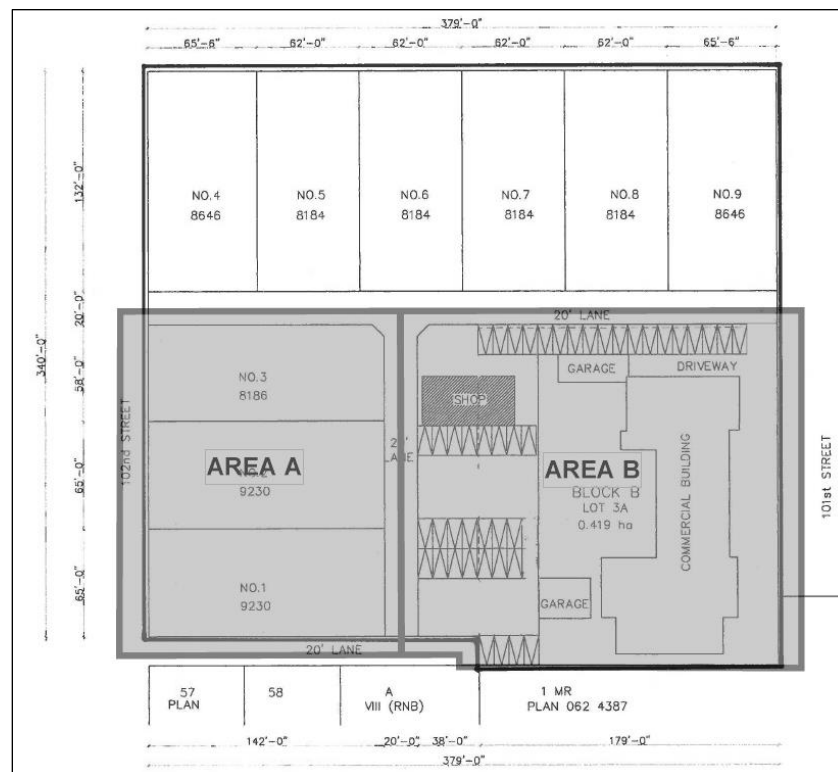 379'-0"
65'-6" 62'-0" 62'-0" 62'-0" 62'-0" 65'-6"
340'-0"
132'-0"
20'-0"
58'-0"
65'-0"
65'-0"
NO.4
8646
NO.5
8184
NO.6
8184
NO.7
8184
NO.8
8184
NO.9
8646
20' LANE
NO.3
8186
GARAGE
DRIVEWAY
SHOP
102nd STREET
LANE
AREA A
9230
AREA B
BLOCK B
LOT 3A
0.419 ha
COMMERCIAL BUILDING
101st STREET
NO.1
9230
GARAGE
20' LANE
57
PLAN
58
A
VIII (RNB)
1 MR
PLAN 062 4387
142'-0" 20'-0" 38'-0" 179'-0"
379'-0"